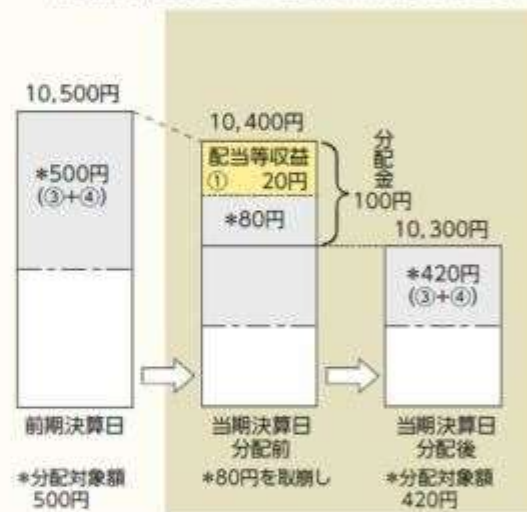 10,500円
*500円
(③+④)
前期決算日
*分配対象額
500円
10,400円
配当等収益
① 20円
*80円
分配金
100円
当期決算日
分配前
*80円を取崩し
10,300円
*420円
(③+④)
当期決算日
分配後
*分配対象額
420円